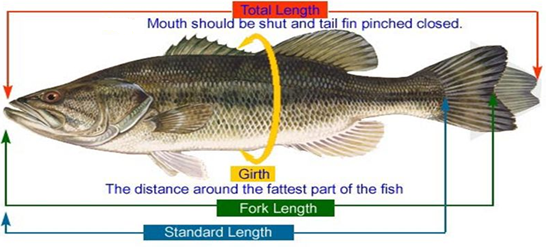 Total Length
Mouth should be shut and tail fin pinched closed.
Girth
The distance around the fattest part of the fish
Fork Length
Standard Length